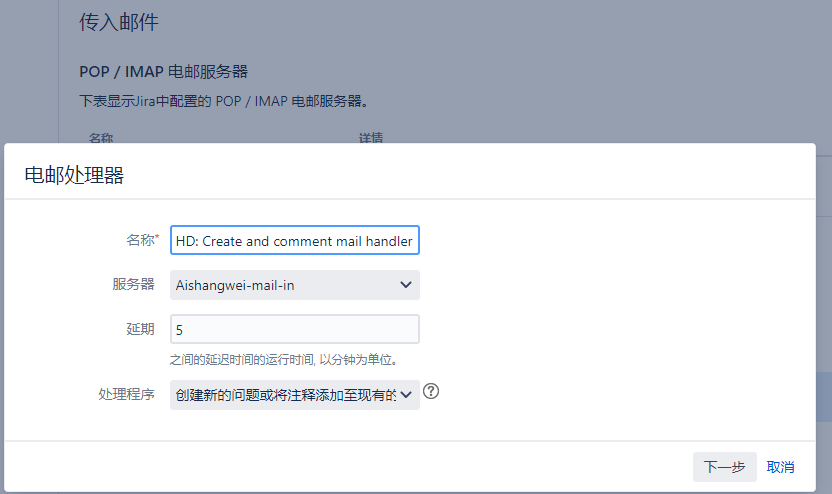 传入邮件
POP / IMAP 电邮服务器
下表显示Jira中配置的 POP / IMAP 电邮服务器。
名称 详情
电邮处理器
名称* HD: Create and comment mail handler
服务器 Aishangwei-mail-in
延期 5
之间的延迟时间的运行时间, 以分钟为单位。
处理程序 创建新的问题或将注释添加至现有的
下一步 取消